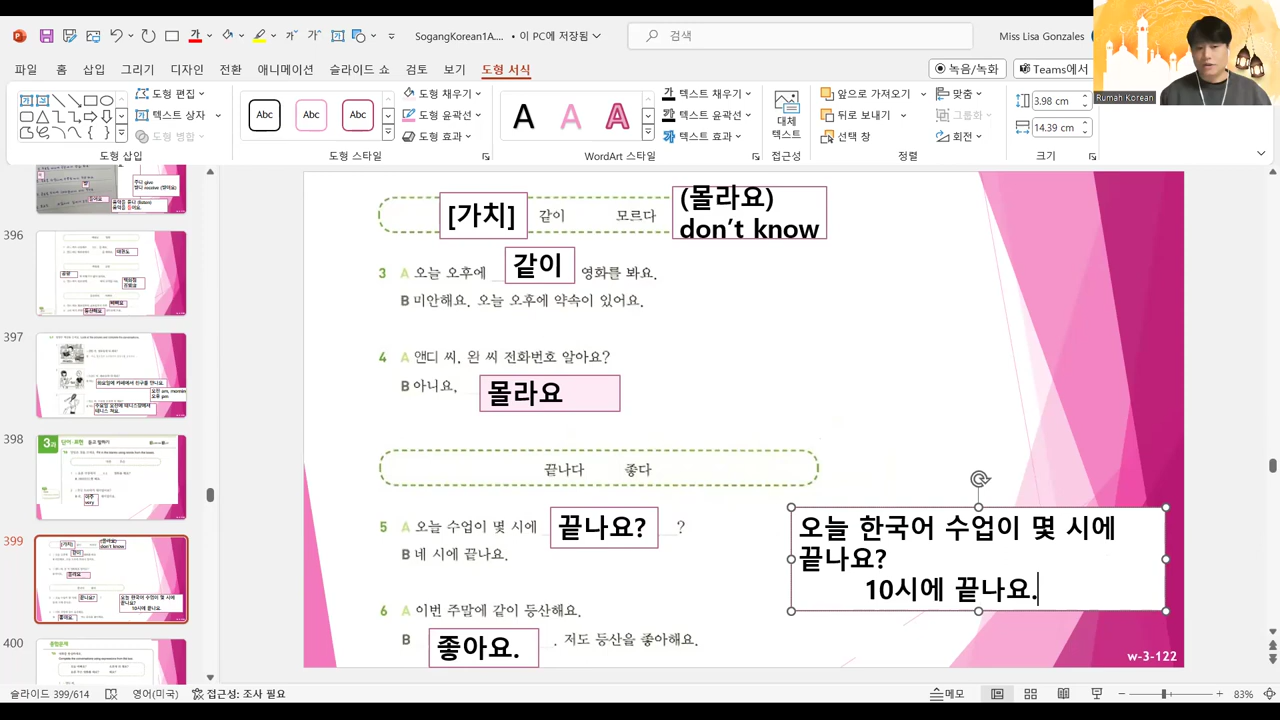 SogangKorean1A.... • 이 PC에 저장됨
검색
Miss Lisa Gonzales
파일 홈 삽입 그리기 디자인 전환 애니메이션 슬라이드 쇼 검토 보기 도형 서식
녹음/녹화
Teams에서
Rumah Korean
도형 편집
텍스트 상자
도형 병합
도형 삽입
Abc Abc Abc
도형 채우기
도형 윤곽선
도형 효과
도형 스타일
A A A
텍스트 채우기
텍스트 윤곽선
텍스트 효과
WordArt 스타일
대체
텍스트
접근성
앞으로 가져오기
뒤로 보내기
선택 창
맞춤
그룹화
회전
정렬
3.98 cm
14.39 cm
크기
396
397
398
399
400
[가치] 같이 모르다 (몰라요)
don't know
3 A 오늘 오후에 같이 영화를 봐요.
B 미안해요. 오늘 오후에 약속이 있어요.
4 A 앤디 씨, 완 씨 전화번호 알아요?
B 아니요, 몰라요
끝나다 좋다
5 A 오늘 수업이 몇 시에 끝나요? ?
B 네 시에 끝나요.
6 A 이번 주말에 같이 등산해요.
B 좋아요. . 저도 등산을 좋아해요.
오늘 한국어 수업이 몇 시에
끝나요?
10시에 끝나요.
w-3-122
슬라이드 399/614 영어(미국) 접근성: 조사 필요
메모
83%